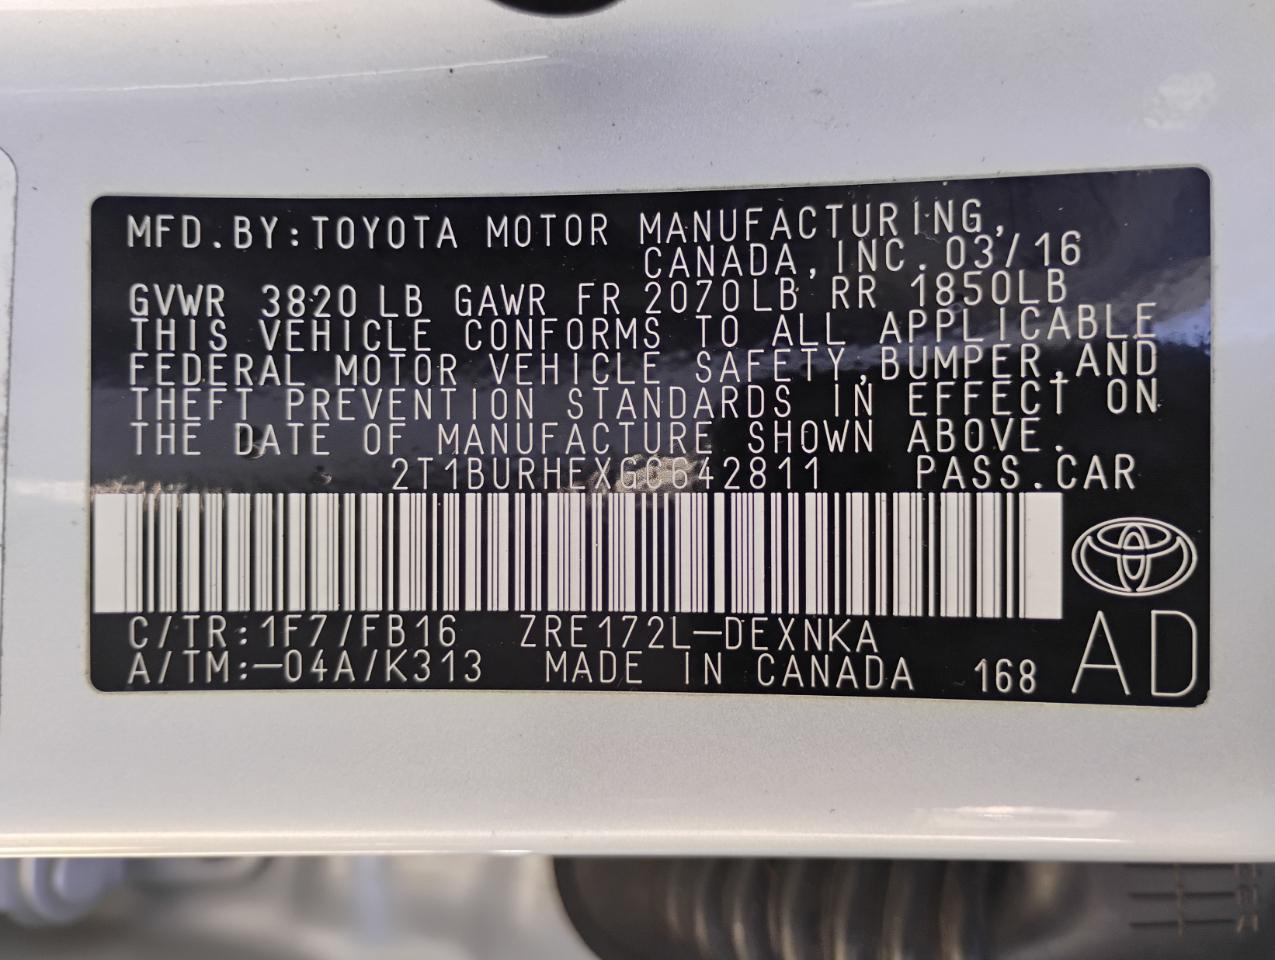 MFD.BY:TOYOTA MOTOR MANUFACTURING,
CANADA,INC.03/16
GVWR 3820LB GAWR FR 2070LB RR 1850LB
THIS VEHICLE CONFORMS TO ALL APPLICABLE
FEDERAL MOTOR VEHICLE SAFETY,BUMPER,AND
THEFT PREVENTION STANDARDS IN EFFECT ON
THE DATE OF MANUFACTURE SHOWN ABOVE.
2T1BURHEXGC642811 PASS.CAR
C/TR:1F7/FB16 ZRE172L-DEXNKA
A/TM:-04A/K313 MADE IN CANADA 168
AD